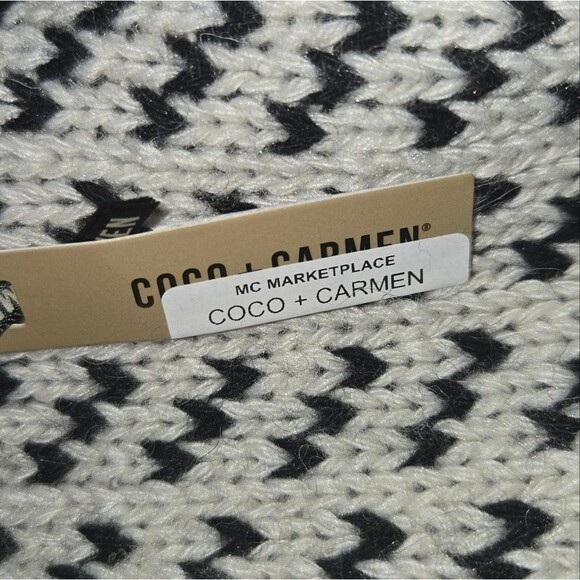 COCO + CARMEN®
MC MARKETPLACE
COCO + CARMEN